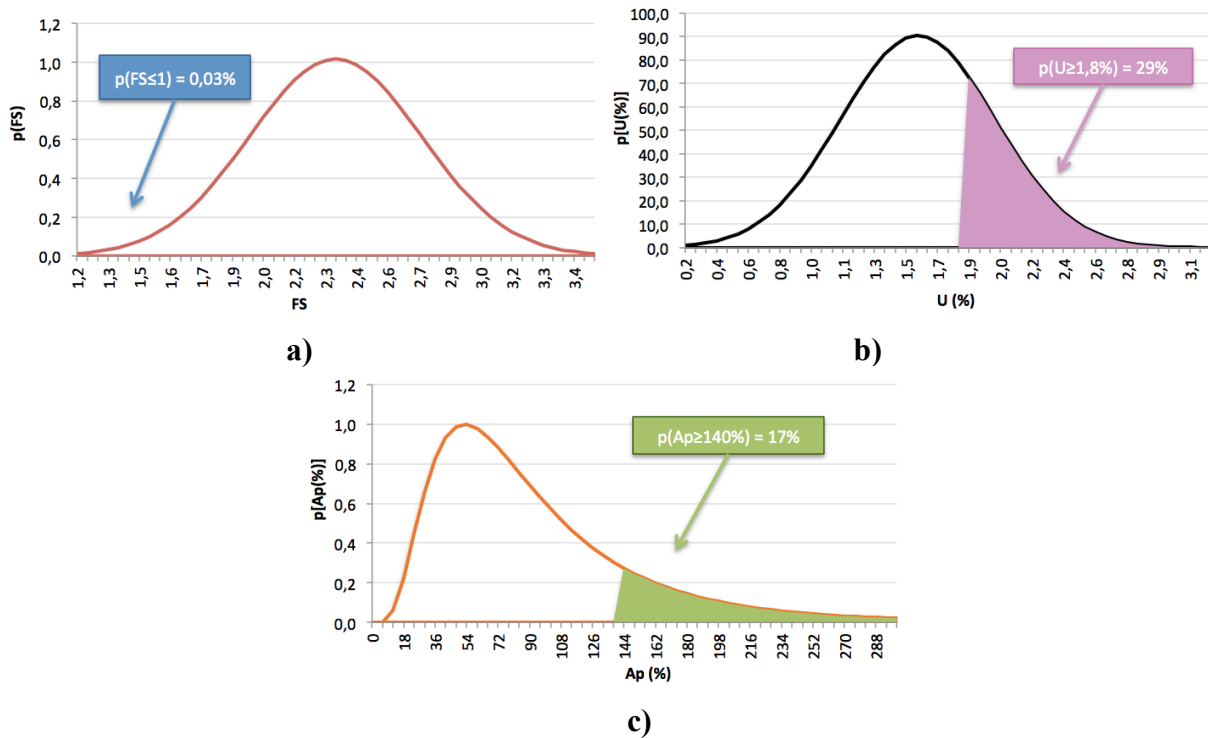 p(FS)
1,2
1,0
0,8
0,6
0,4
0,2
0,0
p(FS≤1) = 0,03%
1,2 1,3 1,5 1,6 1,7 1,9 2,0 2,2 2,3 2,4 2,6 2,7 2,9 3,0 3,1 3,3 3,4
FS
a)
p[U(%)]
100,0
90,0
80,0
70,0
60,0
50,0
40,0
30,0
20,0
10,0
0,0
p(U≥1,8%) = 29%
0,2 0,4 0,6 0,8 1,0 1,1 1,3 1,5 1,7 1,9 2,0 2,2 2,4 2,6 2,8 2,9 3,1
U (%)
b)
p[Ap(%)]
1,2
1,0
0,8
0,6
0,4
0,2
0,0
p(Ap≥140%) = 17%
0 18 36 54 72 90 108 126 144 162 180 198 216 234 252 270 288
Ap (%)
c)